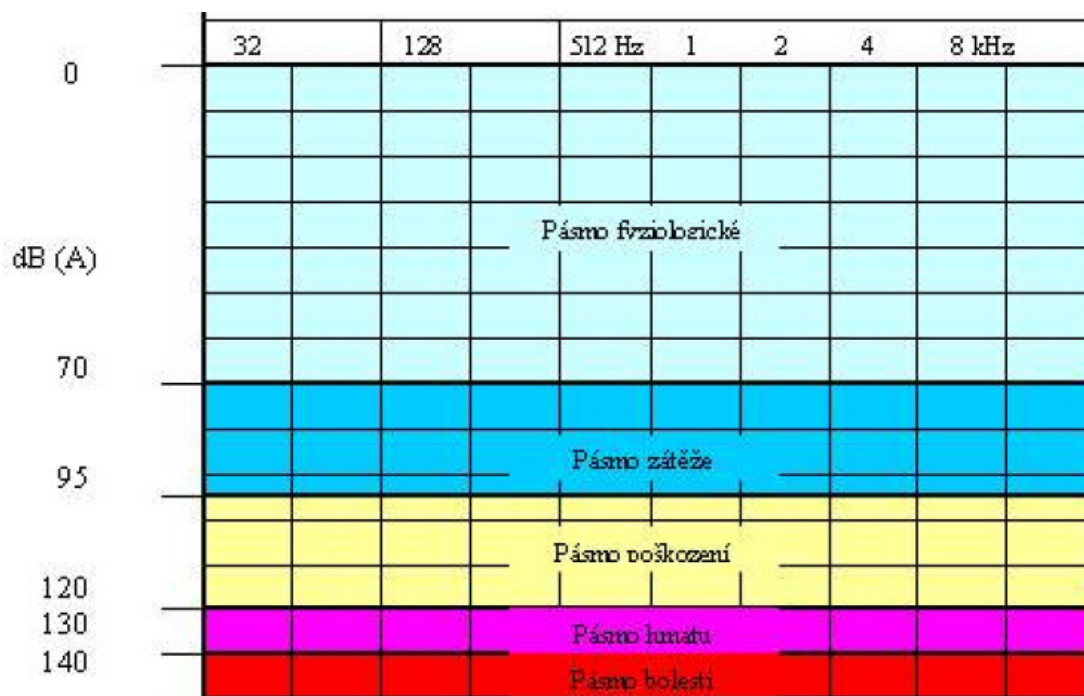 32 128 512 Hz 1 2 4 8 kHz
0
Pásmo fyziologické
dB (A)
70
Pásmo zátěže
95
Pásmo poškození
120
130
Pásmo hmatu
140
Pásmo bolesti